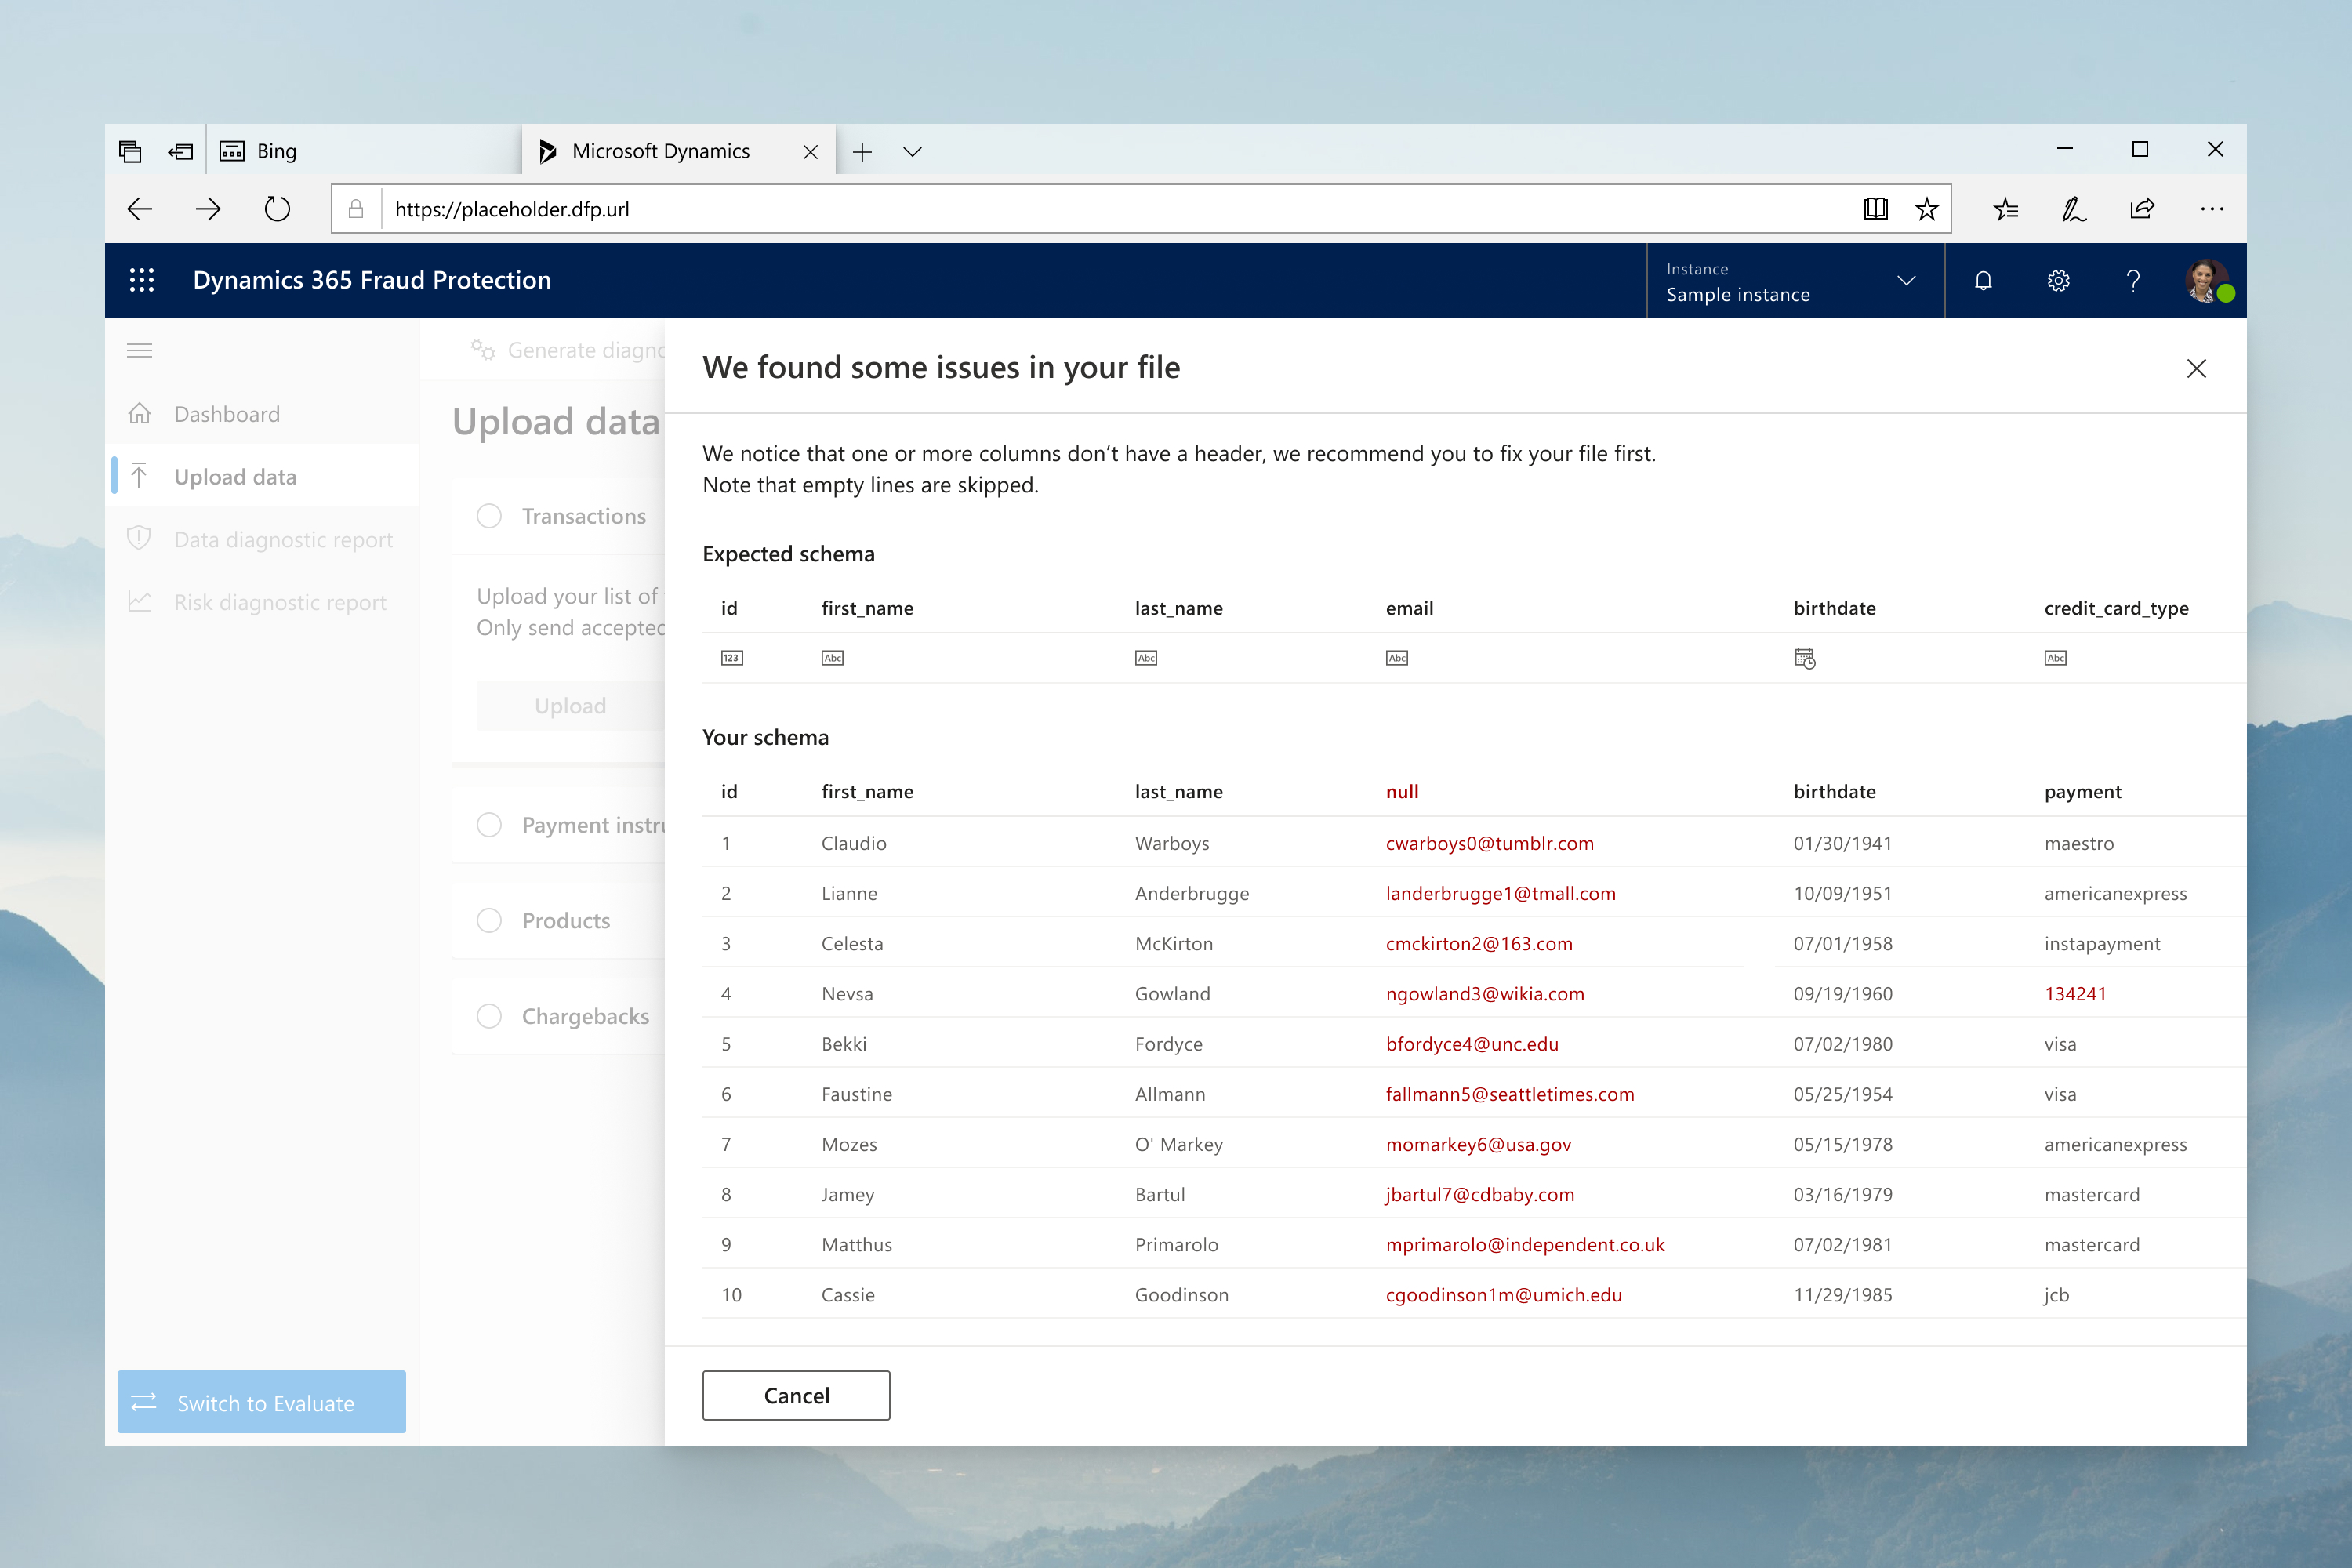 Bing
Microsoft Dynamics
https://placeholder.dfp.url
Dynamics 365 Fraud Protection
Instance
Sample instance
Generate diagno
We found some issues in your file
Dashboard
Upload data
Upload data
We notice that one or more columns don't have a header, we recommend you to fix your file first.
Note that empty lines are skipped.
Transactions
Data diagnostic report
Expected schema
Upload your list of
Only send accepted
Risk diagnostic report
id first_name last_name email birthdate credit_card_type
123 Abc Abc Abc Abc
Upload
Your schema
id first_name last_name null birthdate payment
Payment instru
1 Claudio Warboys cwarboys0@tumblr.com 01/30/1941 maestro
2 Lianne Anderbrugge landerbrugge1@tmall.com 10/09/1951 americanexpress
Products
3 Celesta McKirton cmckirton2@163.com 07/01/1958 instapayment
4 Nevsa Gowland ngowland3@wikia.com 09/19/1960 134241
Chargebacks
5 Bekki Fordyce bfordyce4@unc.edu 07/02/1980 visa
6 Faustine Allmann fallmann5@seattletimes.com 05/25/1954 visa
7 Mozes O' Markey momarkey6@usa.gov 05/15/1978 americanexpress
8 Jamey Bartul jbartul7@cdbaby.com 03/16/1979 mastercard
9 Matthus Primarolo mprimarolo@independent.co.uk 07/02/1981 mastercard
10 Cassie Goodinson cgoodinson1m@umich.edu 11/29/1985 jcb
Switch to Evaluate
Cancel